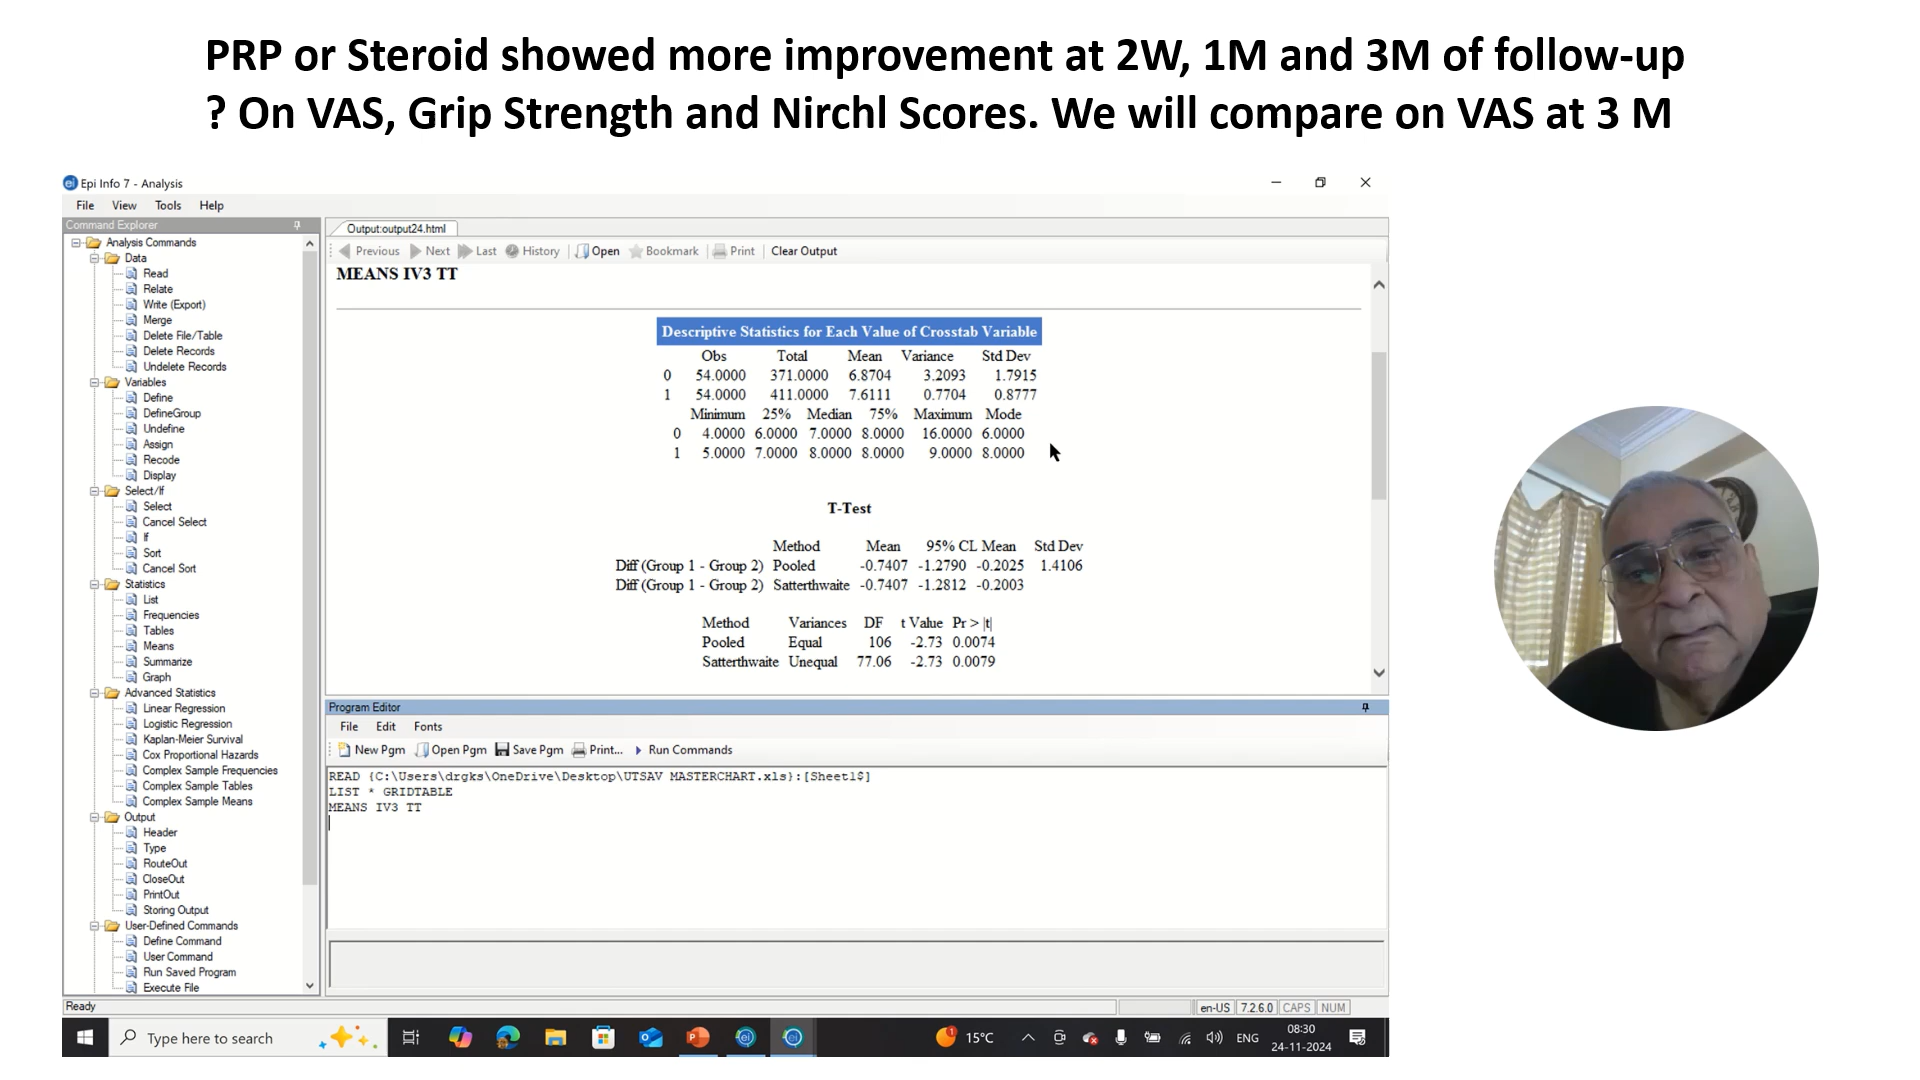 PRP or Steroid showed more improvement at 2W, 1M and 3M of follow-up
? On VAS, Grip Strength and Nirchl Scores. We will compare on VAS at 3 M
Epi Info 7 - Analysis
File View Tools Help
Command Explorer
Analysis Commands
Data
Read
Relate
Write (Export)
Merge
Delete File/Table
Delete Records
Undelete Records
Variables
Define
DefineGroup
Undefine
Assign
Recode
Display
Select/If
Select
Cancel Select
If
Sort
Cancel Sort
Statistics
List
Frequencies
Tables
Means
Summarize
Graph
Advanced Statistics
Linear Regression
Logistic Regression
Kaplan-Meier Survival
Cox Proportional Hazards
Complex Sample Frequencies
Complex Sample Tables
Complex Sample Means
Output
Header
Type
RouteOut
CloseOut
PrintOut
Storing Output
User-Defined Commands
Define Command
User Command
Run Saved Program
Execute File
Output:output24.html
Previous Next Last History Open Bookmark Print Clear Output
MEANS IV3 TT
Descriptive Statistics for Each Value of Crosstab Variable
Obs Total Mean Variance Std Dev
0 54.0000 371.0000 6.8704 3.2093 1.7915
1 54.0000 411.0000 7.6111 0.7704 0.8777
Minimum 25% Median 75% Maximum Mode
0 4.0000 6.0000 7.0000 8.0000 16.0000 6.0000
1 5.0000 7.0000 8.0000 8.0000 9.0000 8.0000
T-Test
Method Mean 95% CL Mean Std Dev
Diff (Group 1 - Group 2) Pooled -0.7407 -1.2790 -0.2025 1.4106
Diff (Group 1 - Group 2) Satterthwaite -0.7407 -1.2812 -0.2003
Method Variances DF t Value Pr > |t|
Pooled Equal 106 -2.73 0.0074
Satterthwaite Unequal 77.06 -2.73 0.0079
Program Editor
File Edit Fonts
New Pgm Open Pgm Save Pgm Print... Run Commands
READ {C:\Users\drgks\OneDrive\Desktop\UTSAV MASTERCHART.xls}:[Sheet1$]
LIST * GRIDTABLE
MEANS IV3 TT
Ready
en-US 7.2.6.0 CAPS NUM
Type here to search
15°C
ENG
08:30
24-11-2024